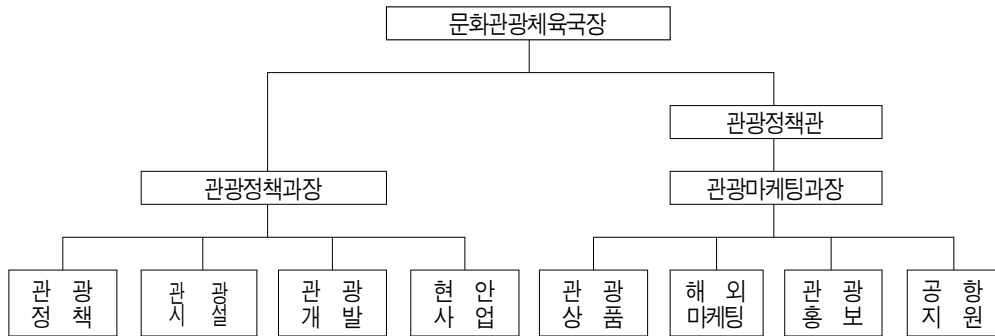 문화관광체육국장
관광정책관
관광정책과장
관광마케팅과장
관 광
정 책
관 광
시 설
관 광
개 발
현 안
사 업
관 광
상 품
해 외
마케팅
관 광
홍 보
공 항
지 원